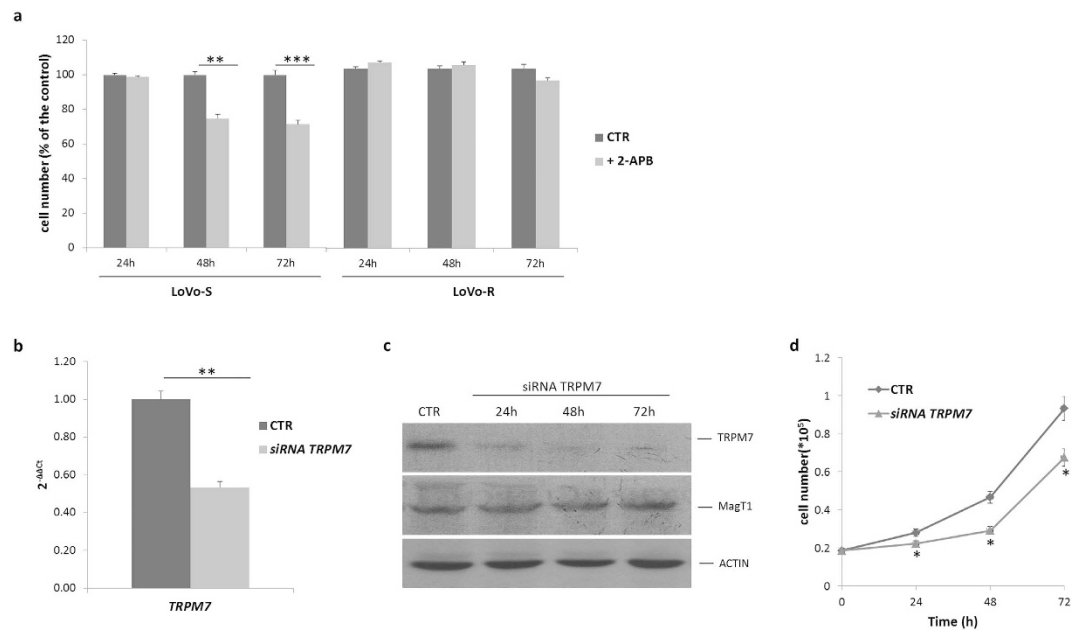 a
cell number (% of the control)
120
100
80
60
40
20
0
** ***
CTR
+ 2-APB
24h 48h 72h 24h 48h 72h
LoVo-S LoVo-R
b
2-ΔΔCt
1.20
1.00
0.80
0.60
0.40
0.20
0.00
**
CTR
siRNA TRPM7
TRPM7
c
siRNA TRPM7
CTR 24h 48h 72h
TRPM7
MagT1
ACTIN
d
cell number(*10⁵)
1.2
1
0.8
0.6
0.4
0.2
0
CTR
siRNA TRPM7
*
*
*
0 24 48 72
Time (h)